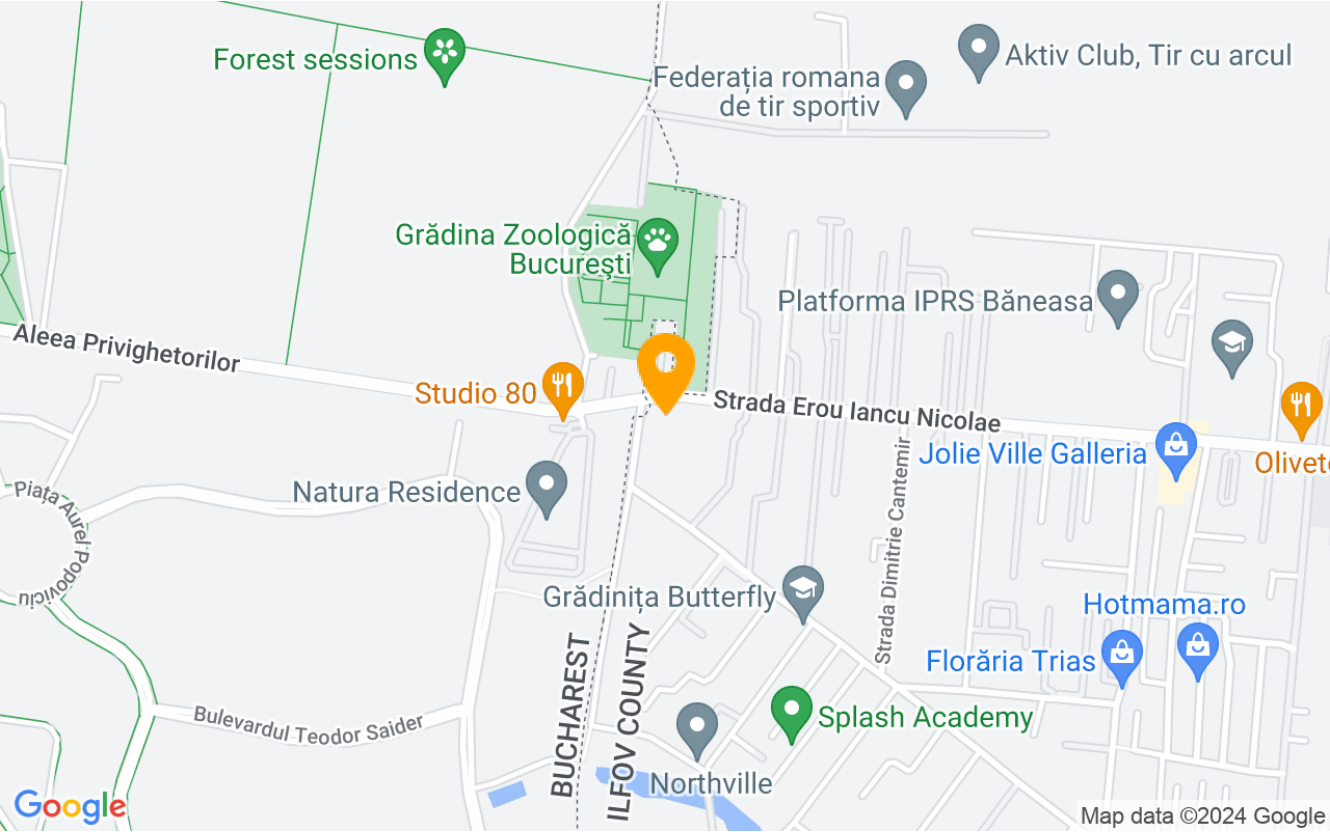 Forest sessions
Aktiv Club, Tir cu arcul
Federația romana
de tir sportiv
Grădina Zoologică
București
Platforma IPRS Băneasa
Aleea Privighetorilor
Studio 80
Strada Erou Iancu Nicolae
Jolie Ville Galleria
Olivet
Natura Residence
Piața Aurel Popoviciu
Strada Dimitrie Cantemir
Grădinița Butterfly
Hotmama.ro
Florăria Trias
BUCHAREST
ILFOV COUNTY
Bulevardul Teodor Saider
Splash Academy
Northville
Google
Map data ©2024 Google